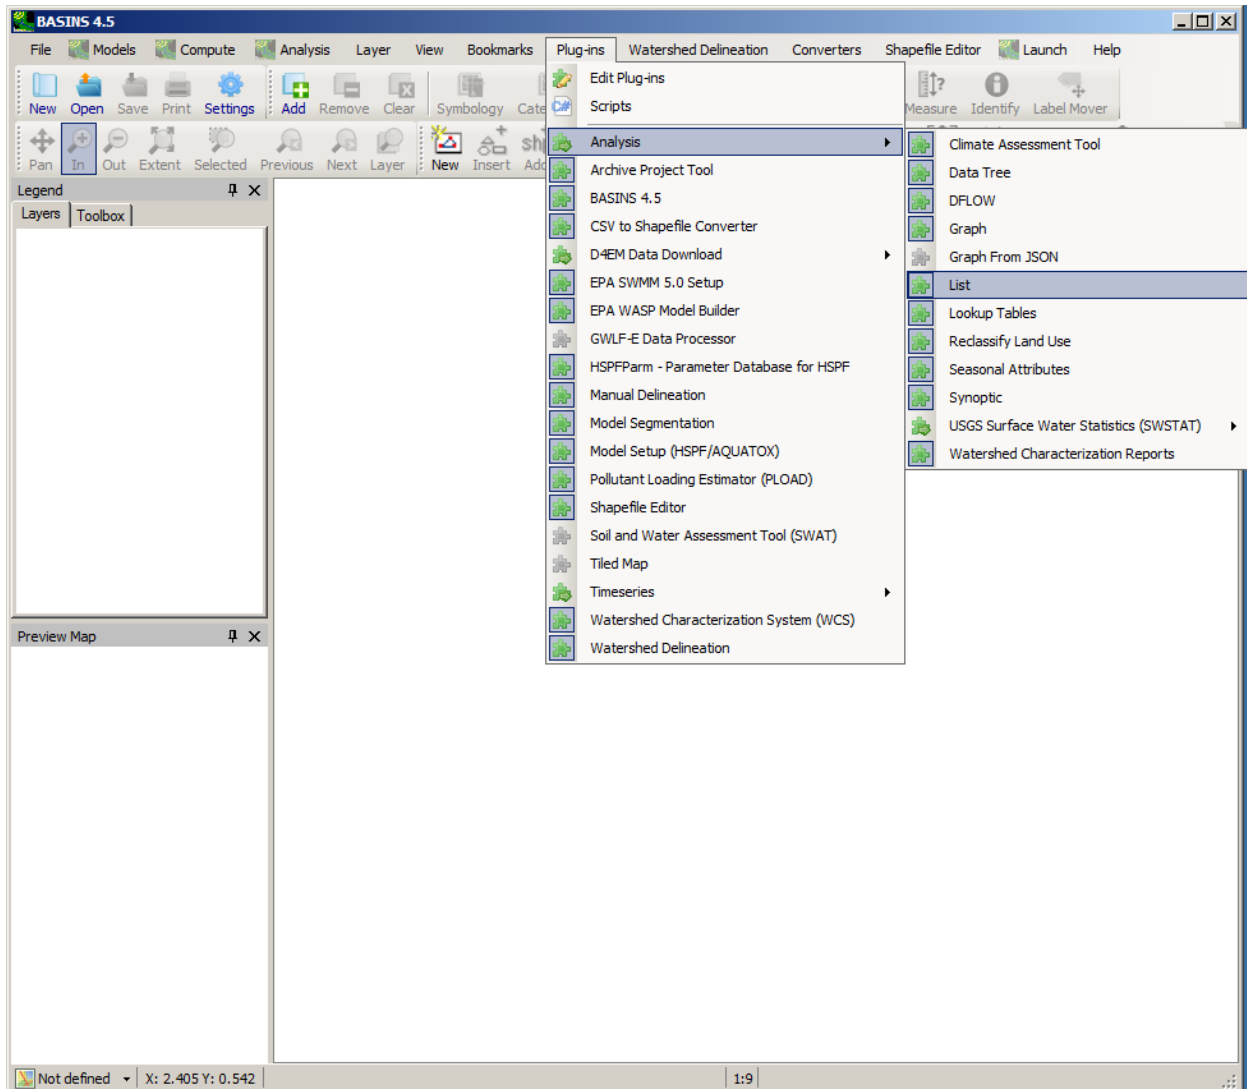 BASINS 4.5
File Models Compute Analysis Layer View Bookmarks Plug-ins Watershed Delineation Converters Shapefile Editor Launch Help
New Open Save Print Settings Add Remove Clear Symbology Cate Measure Identify Label Mover
Pan In Out Extent Selected Previous Next Layer New Insert Add
Legend
Layers Toolbox
Preview Map
Edit Plug-ins
C# Scripts
Analysis
Archive Project Tool
BASINS 4.5
CSV to Shapefile Converter
D4EM Data Download
EPA SWMM 5.0 Setup
EPA WASP Model Builder
GWLF-E Data Processor
HSPFParm - Parameter Database for HSPF
Manual Delineation
Model Segmentation
Model Setup (HSPF/AQUATOX)
Pollutant Loading Estimator (PLOAD)
Shapefile Editor
Soil and Water Assessment Tool (SWAT)
Tiled Map
Timeseries
Watershed Characterization System (WCS)
Watershed Delineation
Climate Assessment Tool
Data Tree
DFLOW
Graph
Graph From JSON
List
Lookup Tables
Reclassify Land Use
Seasonal Attributes
Synoptic
USGS Surface Water Statistics (SWSTAT)
Watershed Characterization Reports
Not defined X: 2.405 Y: 0.542 1:9